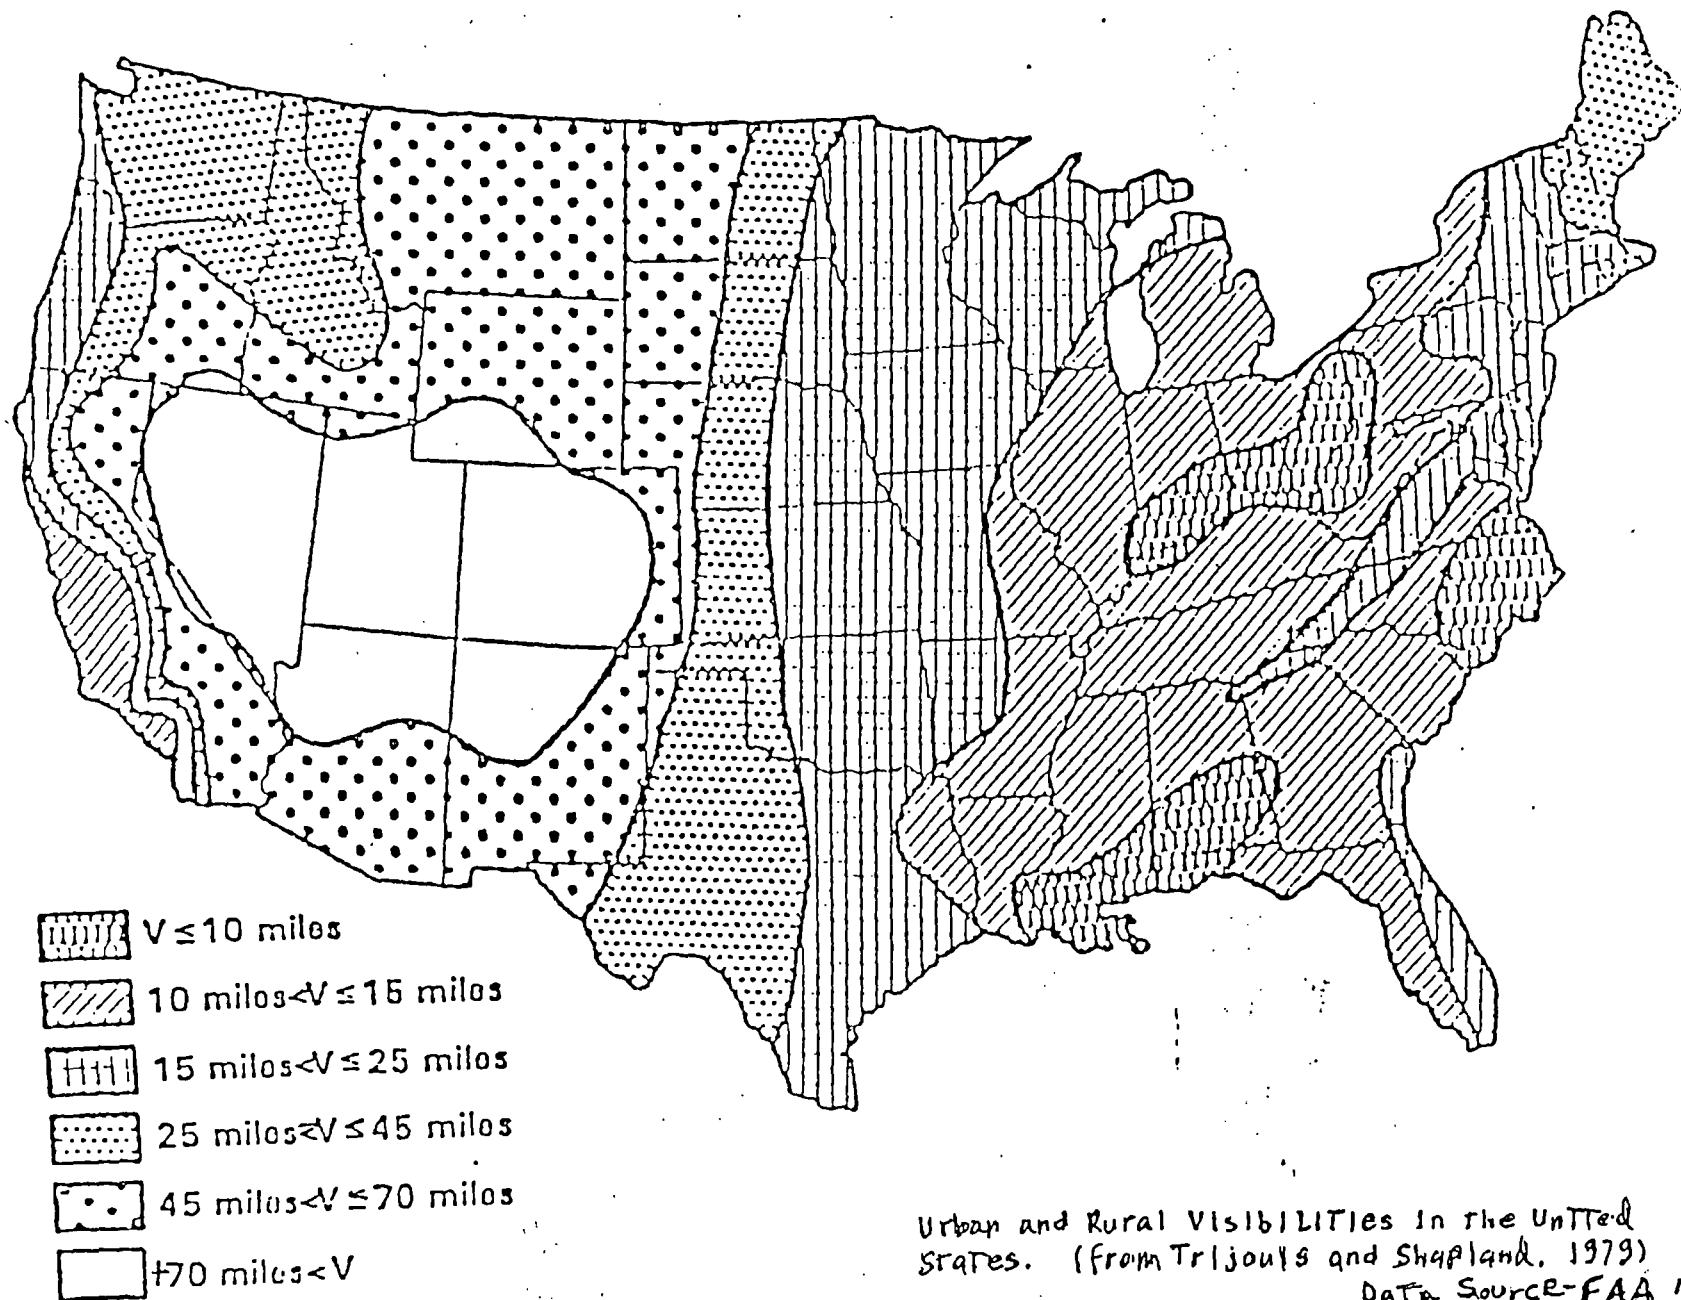 V ≤ 10 miles
10 miles<V ≤ 15 miles
15 miles<V ≤ 25 miles
25 miles<V ≤ 45 miles
45 miles<V ≤ 70 miles
70 miles<V
Urban and Rural Visibilities in the United
States. (From Trijouis and Shapland, 1979)
Data Source-FAA